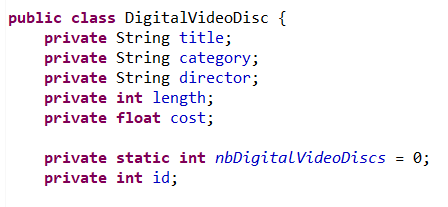 public class DigitalVideoDisc {
    private String title;
    private String category;
    private String director;
    private int length;
    private float cost;

    private static int nbDigitalVideoDiscs = 0;
    private int id;